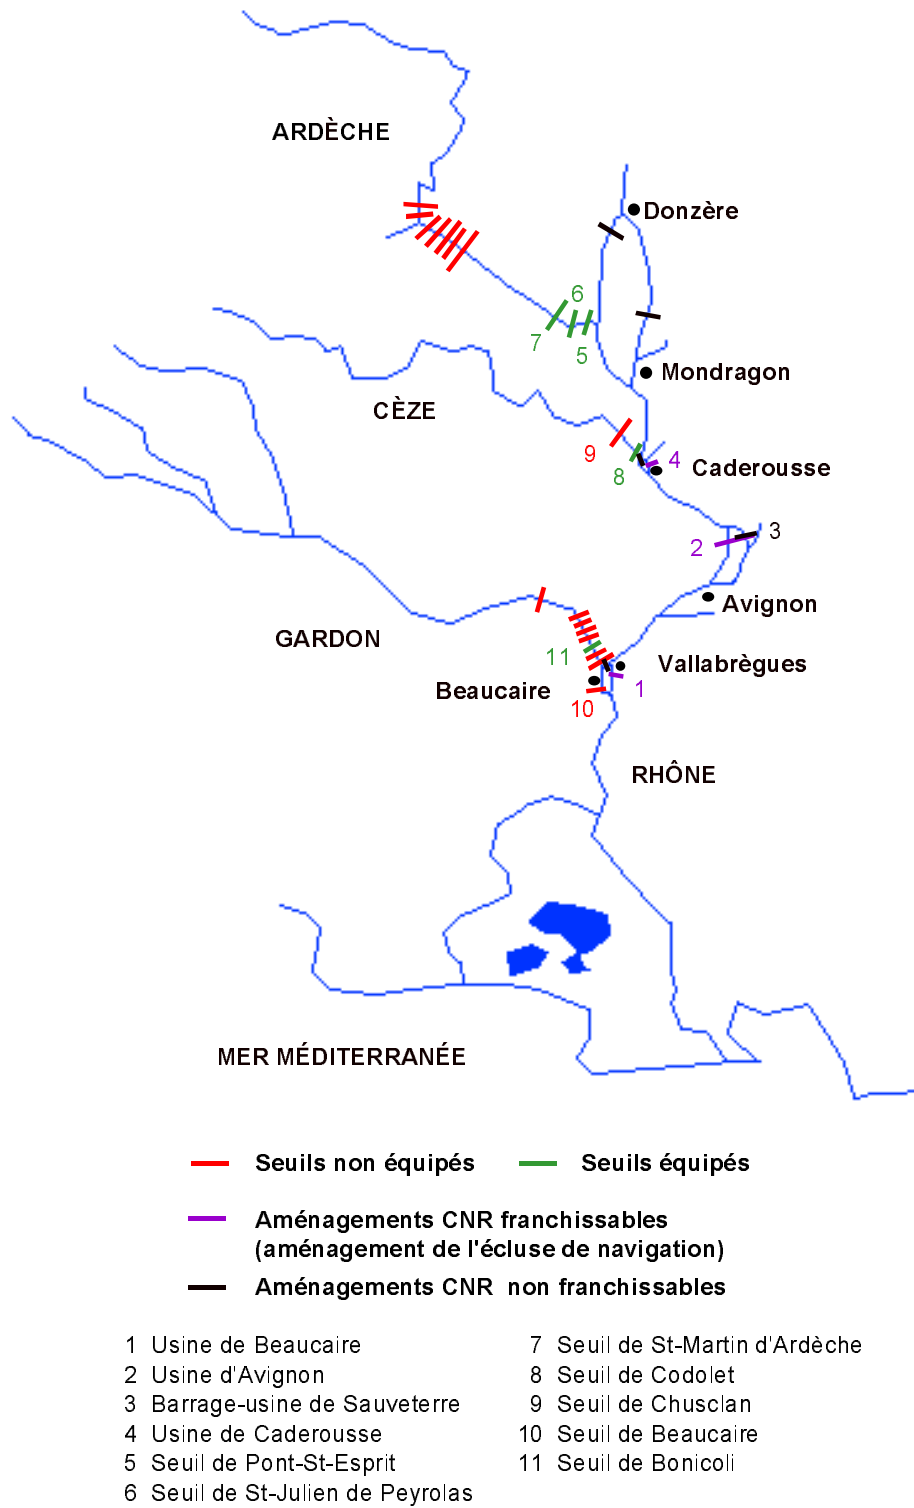 ARDÈCHE
Donzère
6
7
5
Mondragon
CÈZE
9
8
4
Caderousse
2
3
Avignon
GARDON
11
Vallabrègues
Beaucaire
1
10
RHÔNE
MER MÉDITERRANÉE
Seuils non équipés
Seuils équipés
Aménagements CNR franchissables
(aménagement de l'écluse de navigation)
Aménagements CNR non franchissables
1 Usine de Beaucaire
2 Usine d'Avignon
3 Barrage-usine de Sauveterre
4 Usine de Caderousse
5 Seuil de Pont-St-Esprit
6 Seuil de St-Julien de Peyrolas
7 Seuil de St-Martin d'Ardèche
8 Seuil de Codolet
9 Seuil de Chusclan
10 Seuil de Beaucaire
11 Seuil de Bonicoli